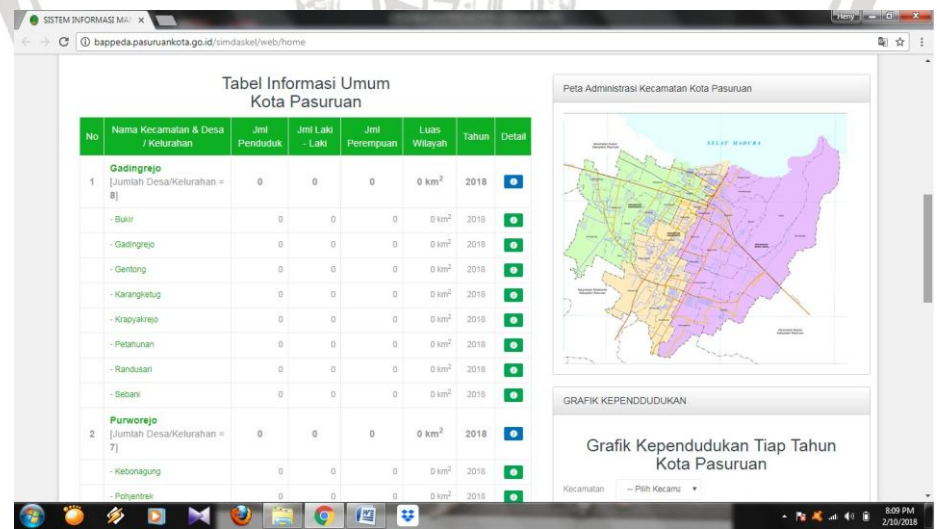 SISTEM INFORMASI MA
Heny
bappeda.pasuruankota.go.id/simdaskel/web/home
Tabel Informasi Umum
Kota Pasuruan
No Nama Kecamatan & Desa / Kelurahan Jml Penduduk Jml Laki - Laki Jml Perempuan Luas Wilayah Tahun Detail
1 Gadingrejo [Jumlah Desa/Kelurahan = 8] 0 0 0 0 km² 2018
- Bukir 0 0 0 0 km² 2018
- Gadingrejo 0 0 0 0 km² 2018
- Gentong 0 0 0 0 km² 2018
- Karangketug 0 0 0 0 km² 2018
- Krapyakrejo 0 0 0 0 km² 2018
- Petahunan 0 0 0 0 km² 2018
- Randusari 0 0 0 0 km² 2018
- Sebani 0 0 0 0 km² 2018
2 Purworejo [Jumlah Desa/Kelurahan = 7] 0 0 0 0 km² 2018
- Kebonagung 0 0 0 0 km² 2018
- Pohjentrek 0 0 0 0 km² 2018
Peta Administrasi Kecamatan Kota Pasuruan
SELAT MADURA
GRAFIK KEPENDDUDUKAN
Grafik Kependudukan Tiap Tahun
Kota Pasuruan
Kecamatan -- Pilih Kecama
8:09 PM
2/10/2018